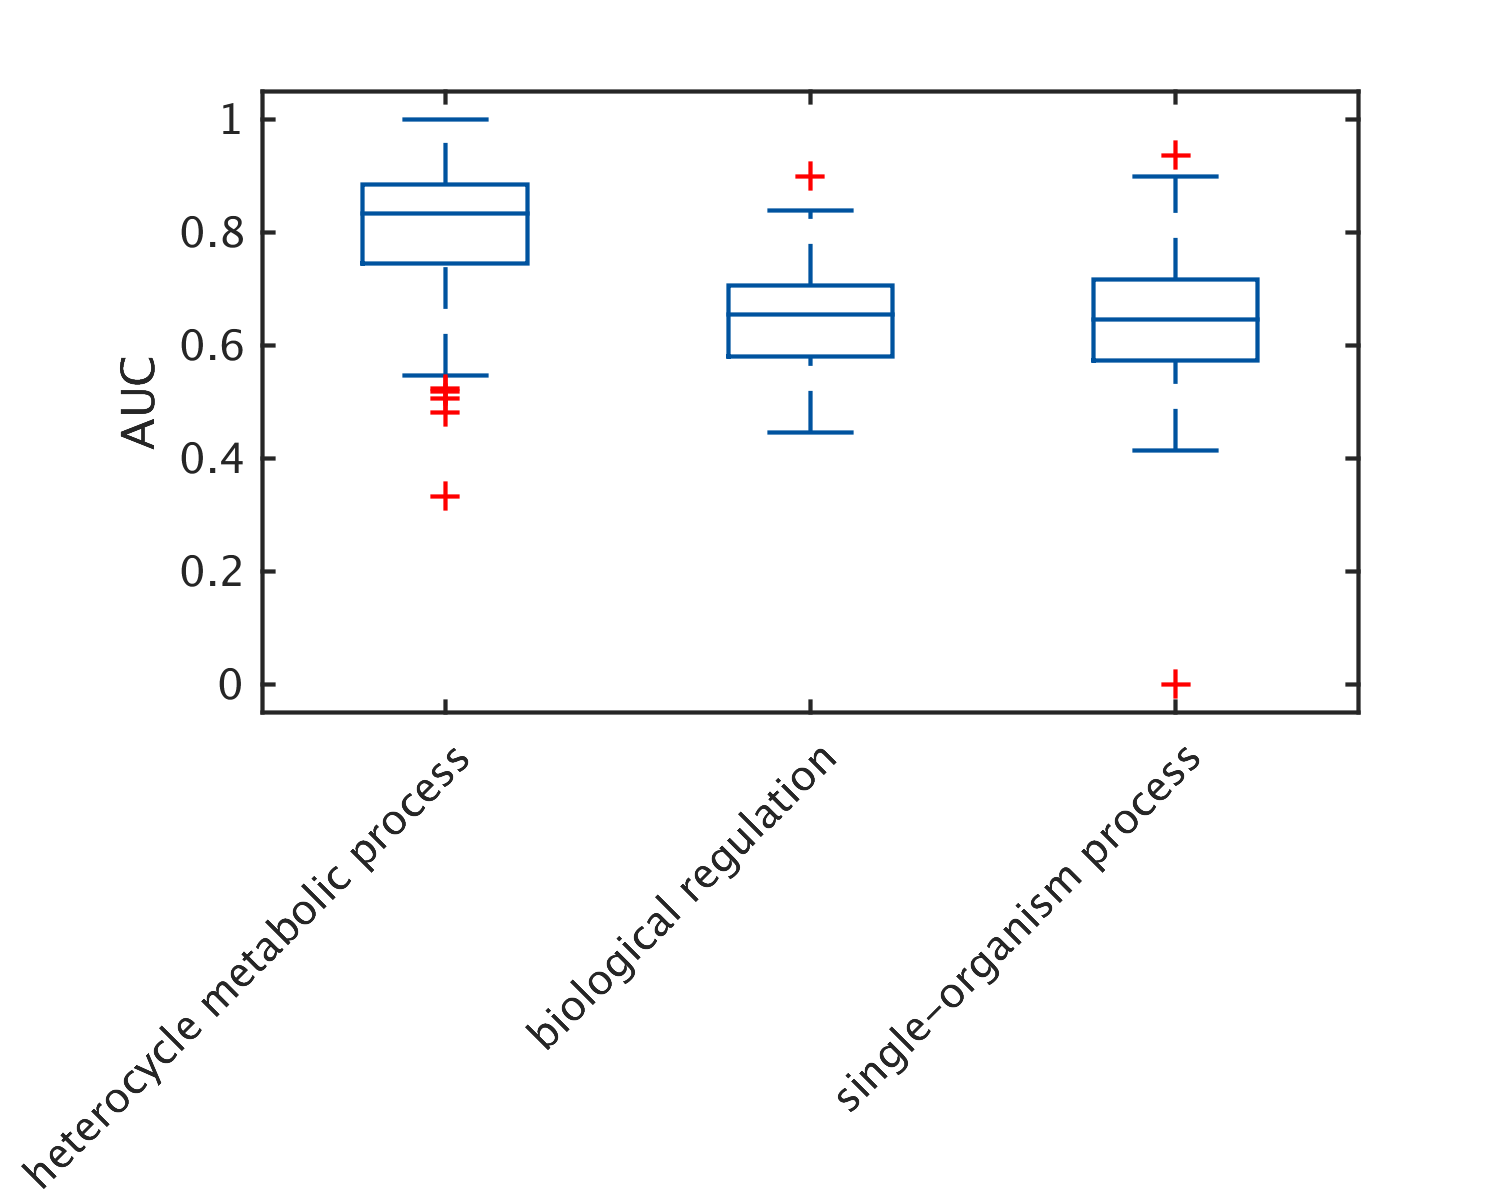 1
0.8
0.6
0.4
0.2
0
AUC
heterocycle metabolic process
biological regulation
single−organism process